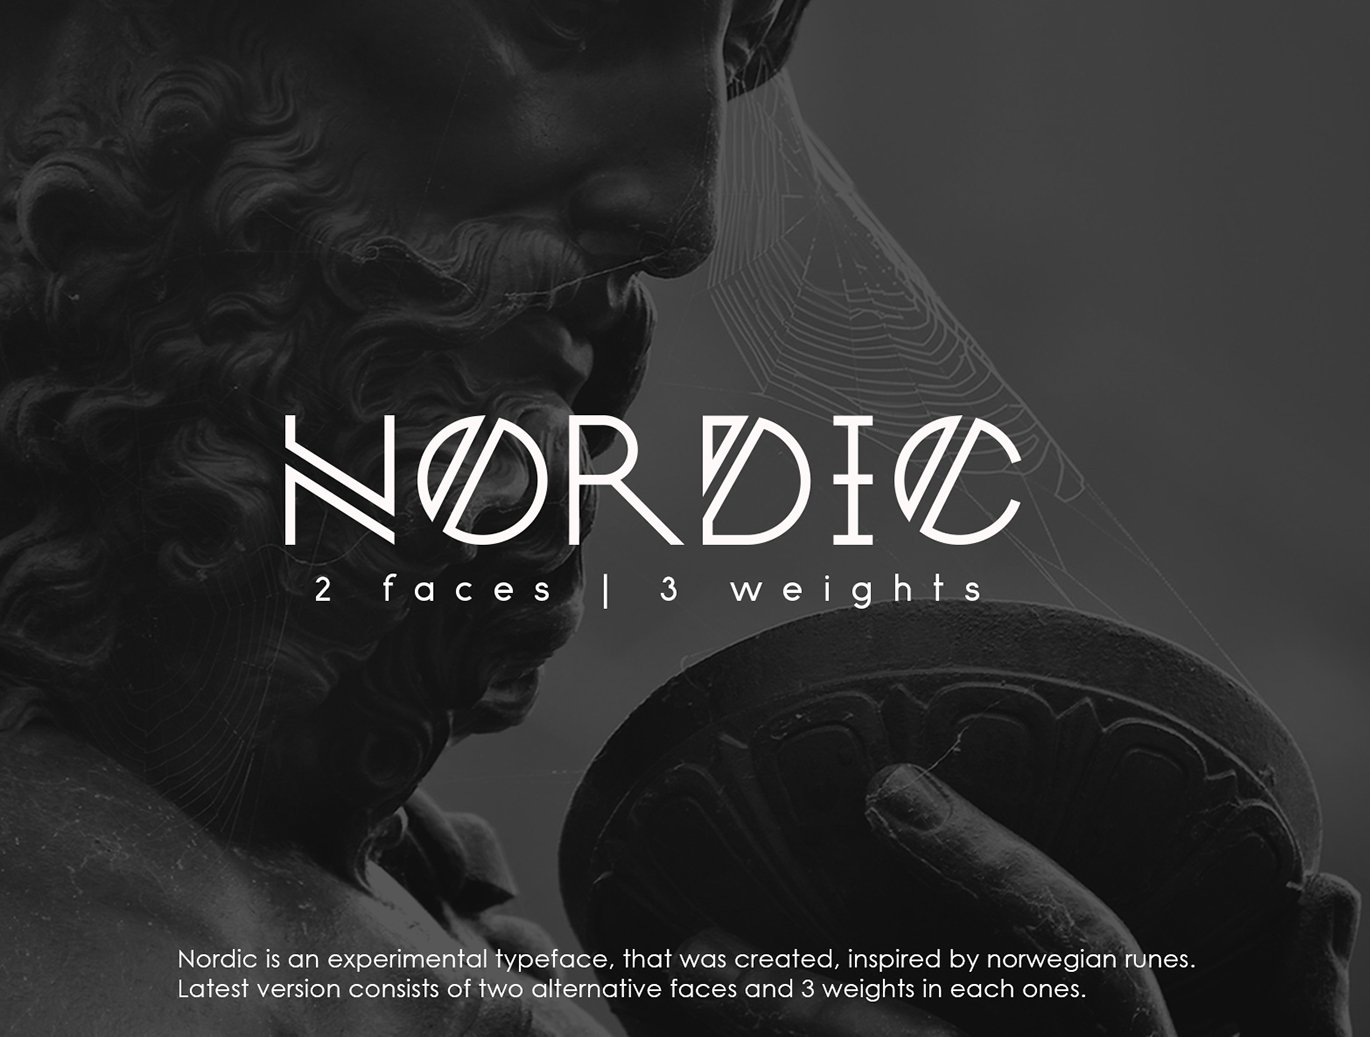 NORDIC
2 faces | 3 weights
Nordic is an experimental typeface, that was created, inspired by norwegian runes.
Latest version consists of two alternative faces and 3 weights in each ones.